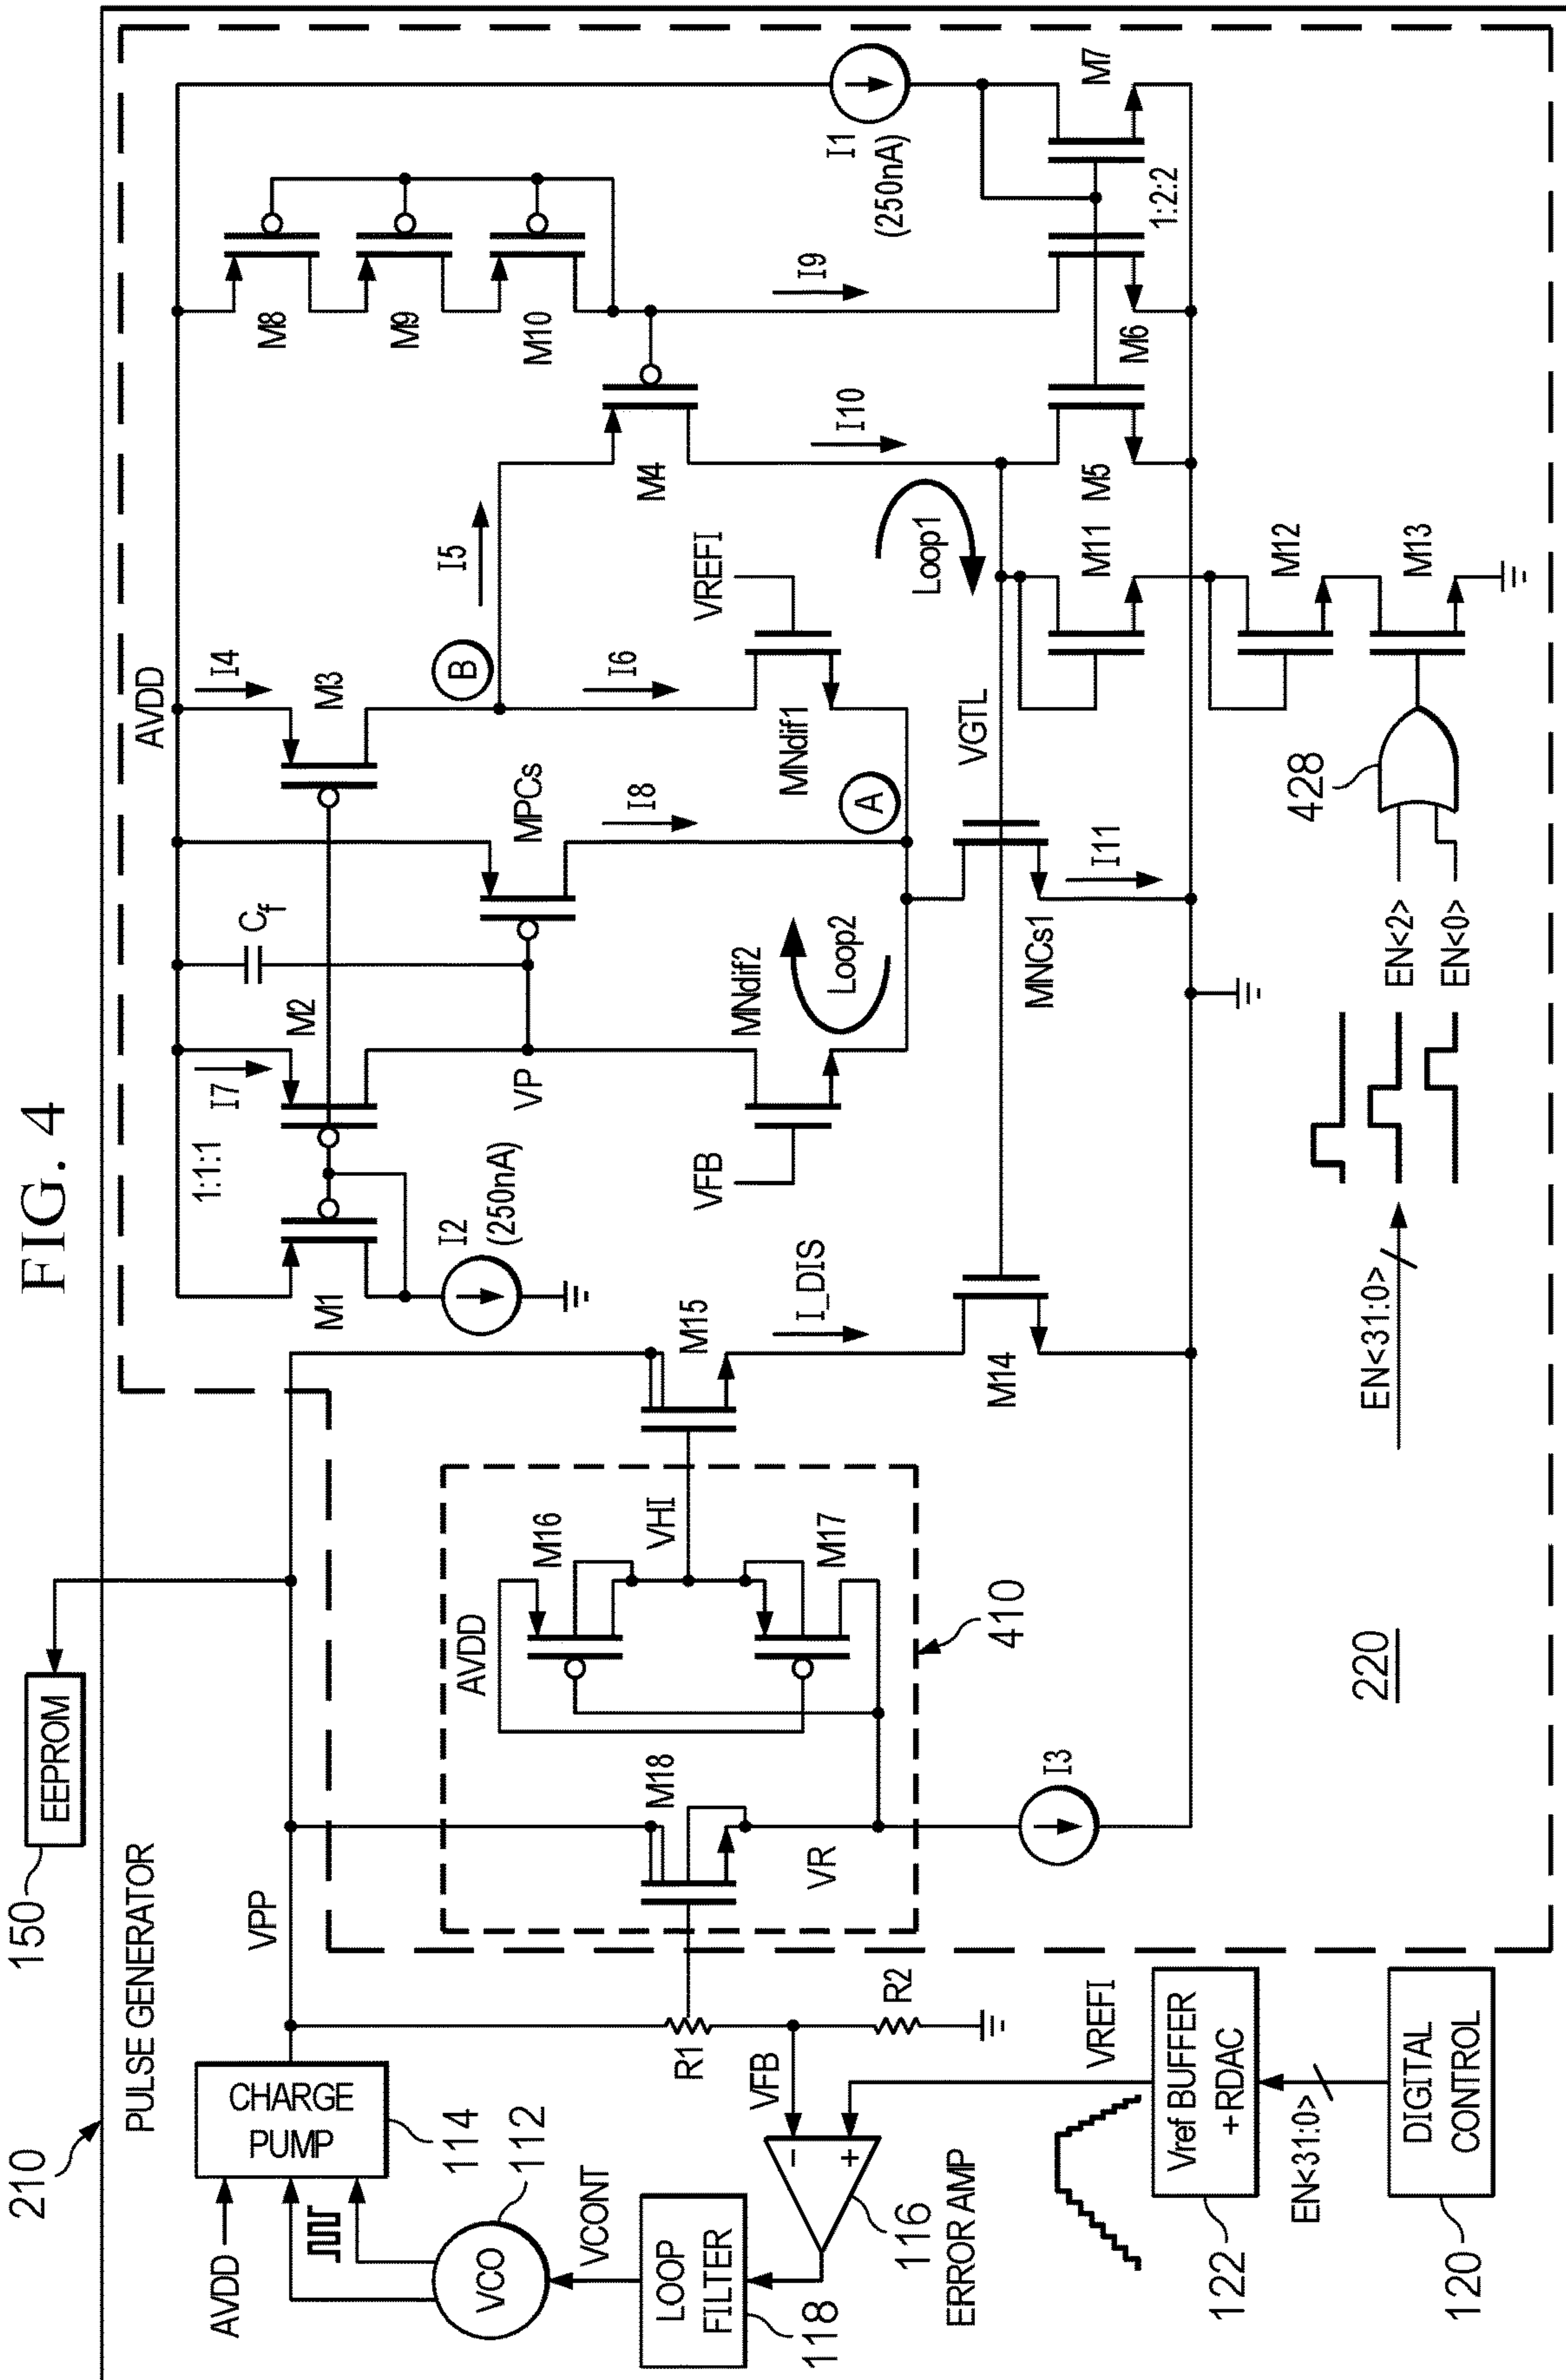 FIG. 4
210
PULSE GENERATOR
150
EEPROM
VPP
AVDD
CHARGE
PUMP
114
VCO
112
VCONT
LOOP
FILTER
118
116
ERROR AMP
−
+
VFB
R1
R2
VREFI
Vref BUFFER
+RDAC
122
EN<31:0>
DIGITAL
CONTROL
120
M18
VR
I3
AVDD
M16
VHI
M17
410
M15
I_DIS
M14
220
AVDD
1:1:1
M1
I2
(250nA)
I7
M2
Cf
VP
VFB
MNdif2
Loop2
MPCs
I8
A
I4
M3
B
I5
I6
VREFI
MNdif1
MNCs1
I11
VGTL
Loop1
M4
I10
M5
M8
M9
M10
I9
M6
I1
(250nA)
M7
1:2:2
M11
M12
M13
428
EN<2>
EN<0>
EN<31:0>